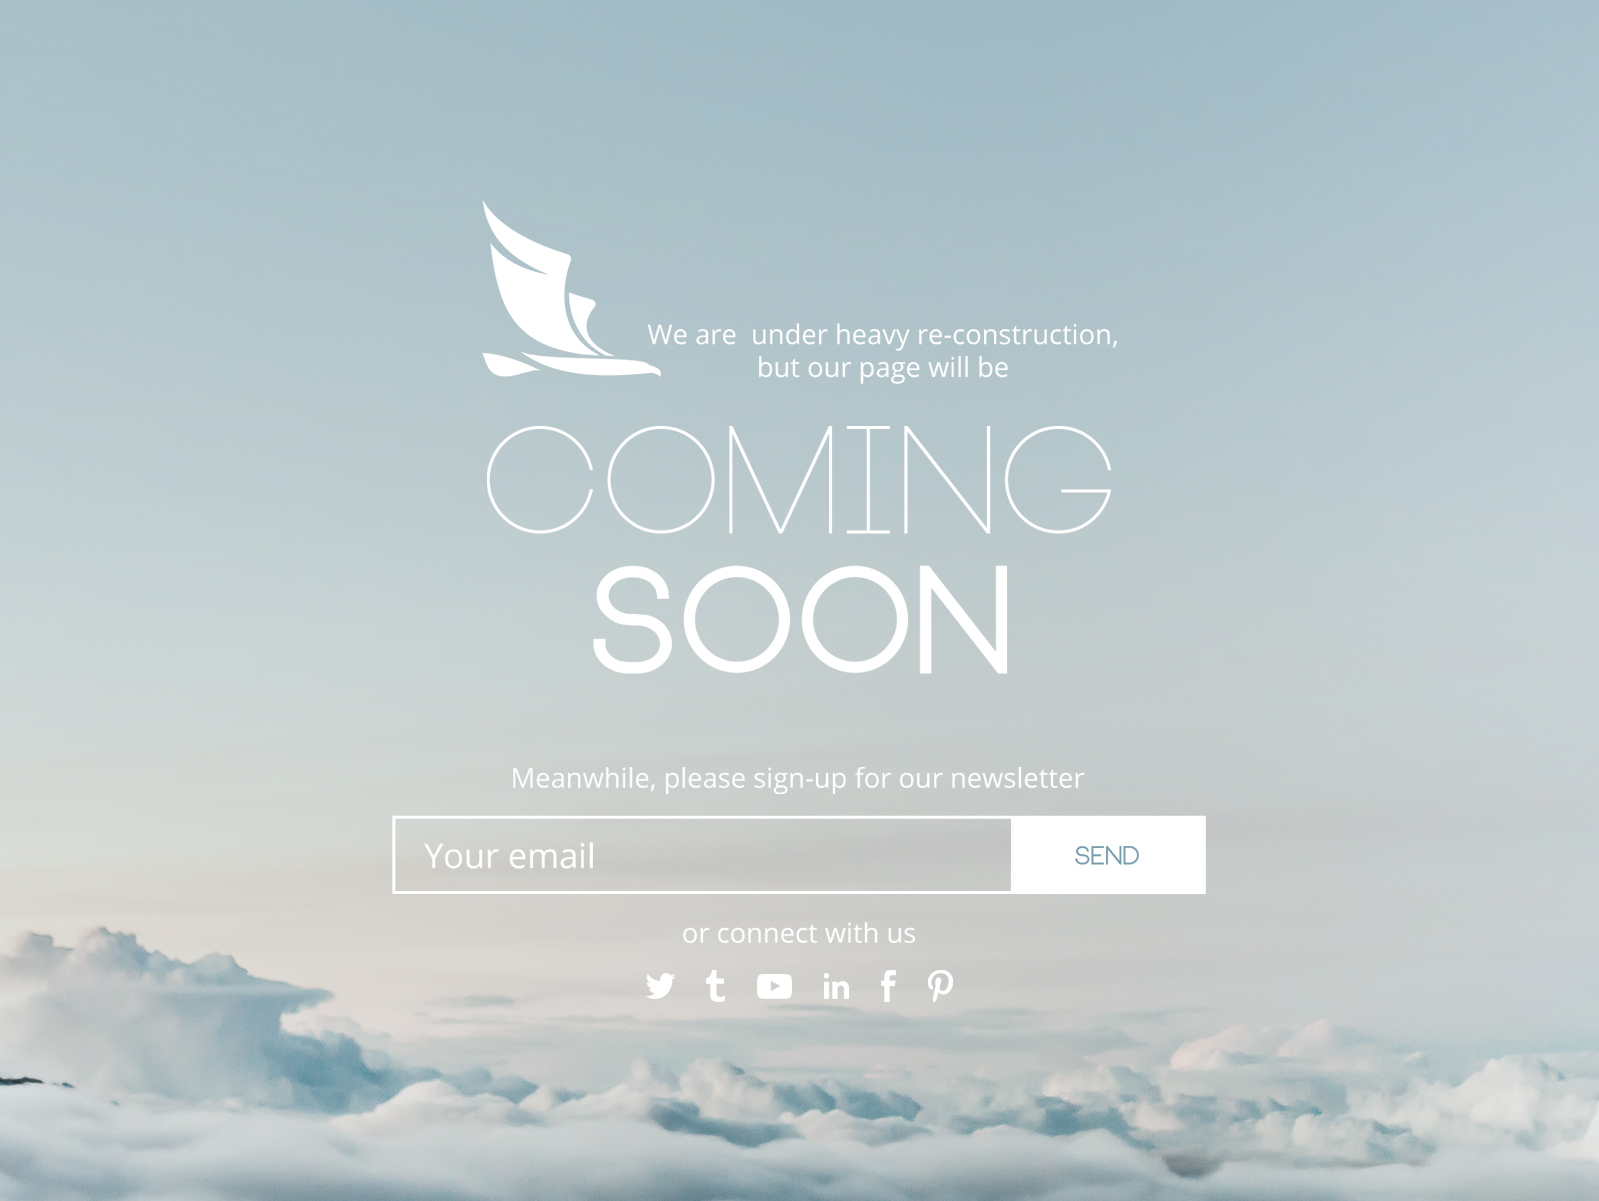 We are  under heavy re-construction,
but our page will be
COMING
SOON
Meanwhile, please sign-up for our newsletter
Your email
SEND
or connect with us